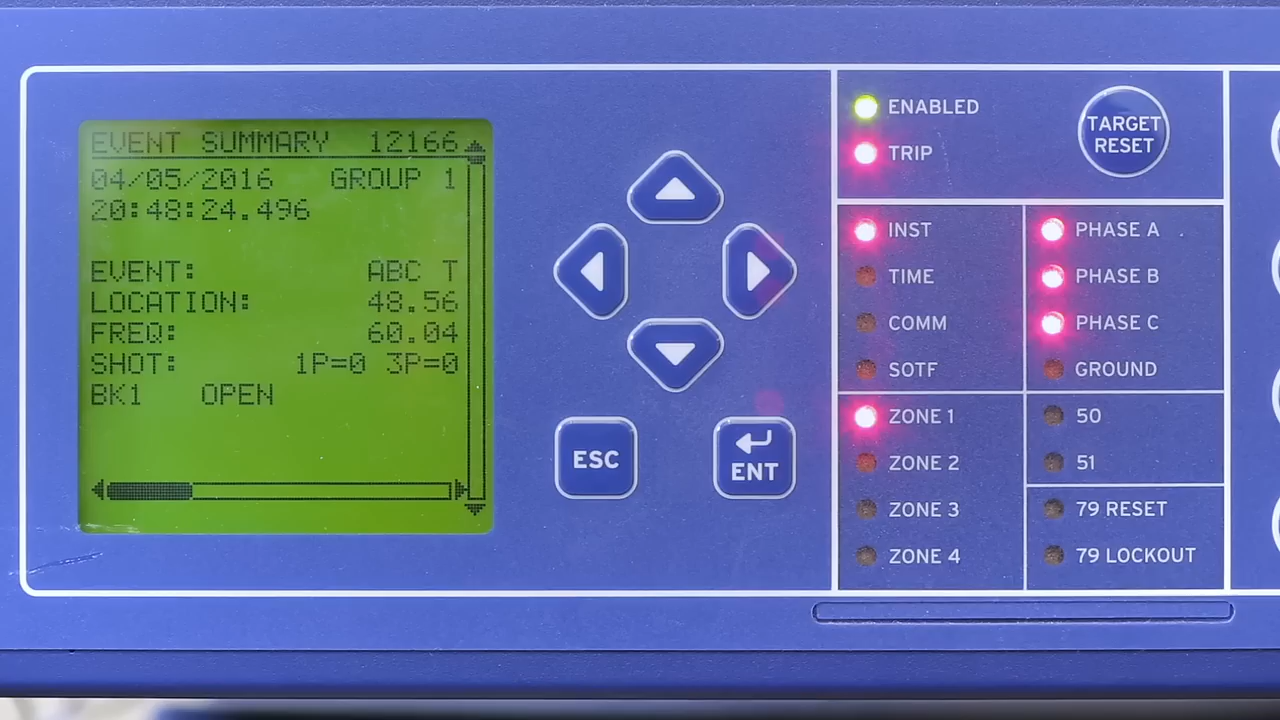 EVENT SUMMARY 12166
04/05/2016 GROUP 1
20:48:24.496
EVENT: ABC T
LOCATION: 48.56
FREQ: 60.04
SHOT: 1P=0 3P=0
BK1 OPEN
ESC
ENT
ENABLED
TRIP
TARGET
RESET
INST
TIME
COMM
SOTF
PHASE A
PHASE B
PHASE C
GROUND
ZONE 1
ZONE 2
ZONE 3
ZONE 4
50
51
79 RESET
79 LOCKOUT